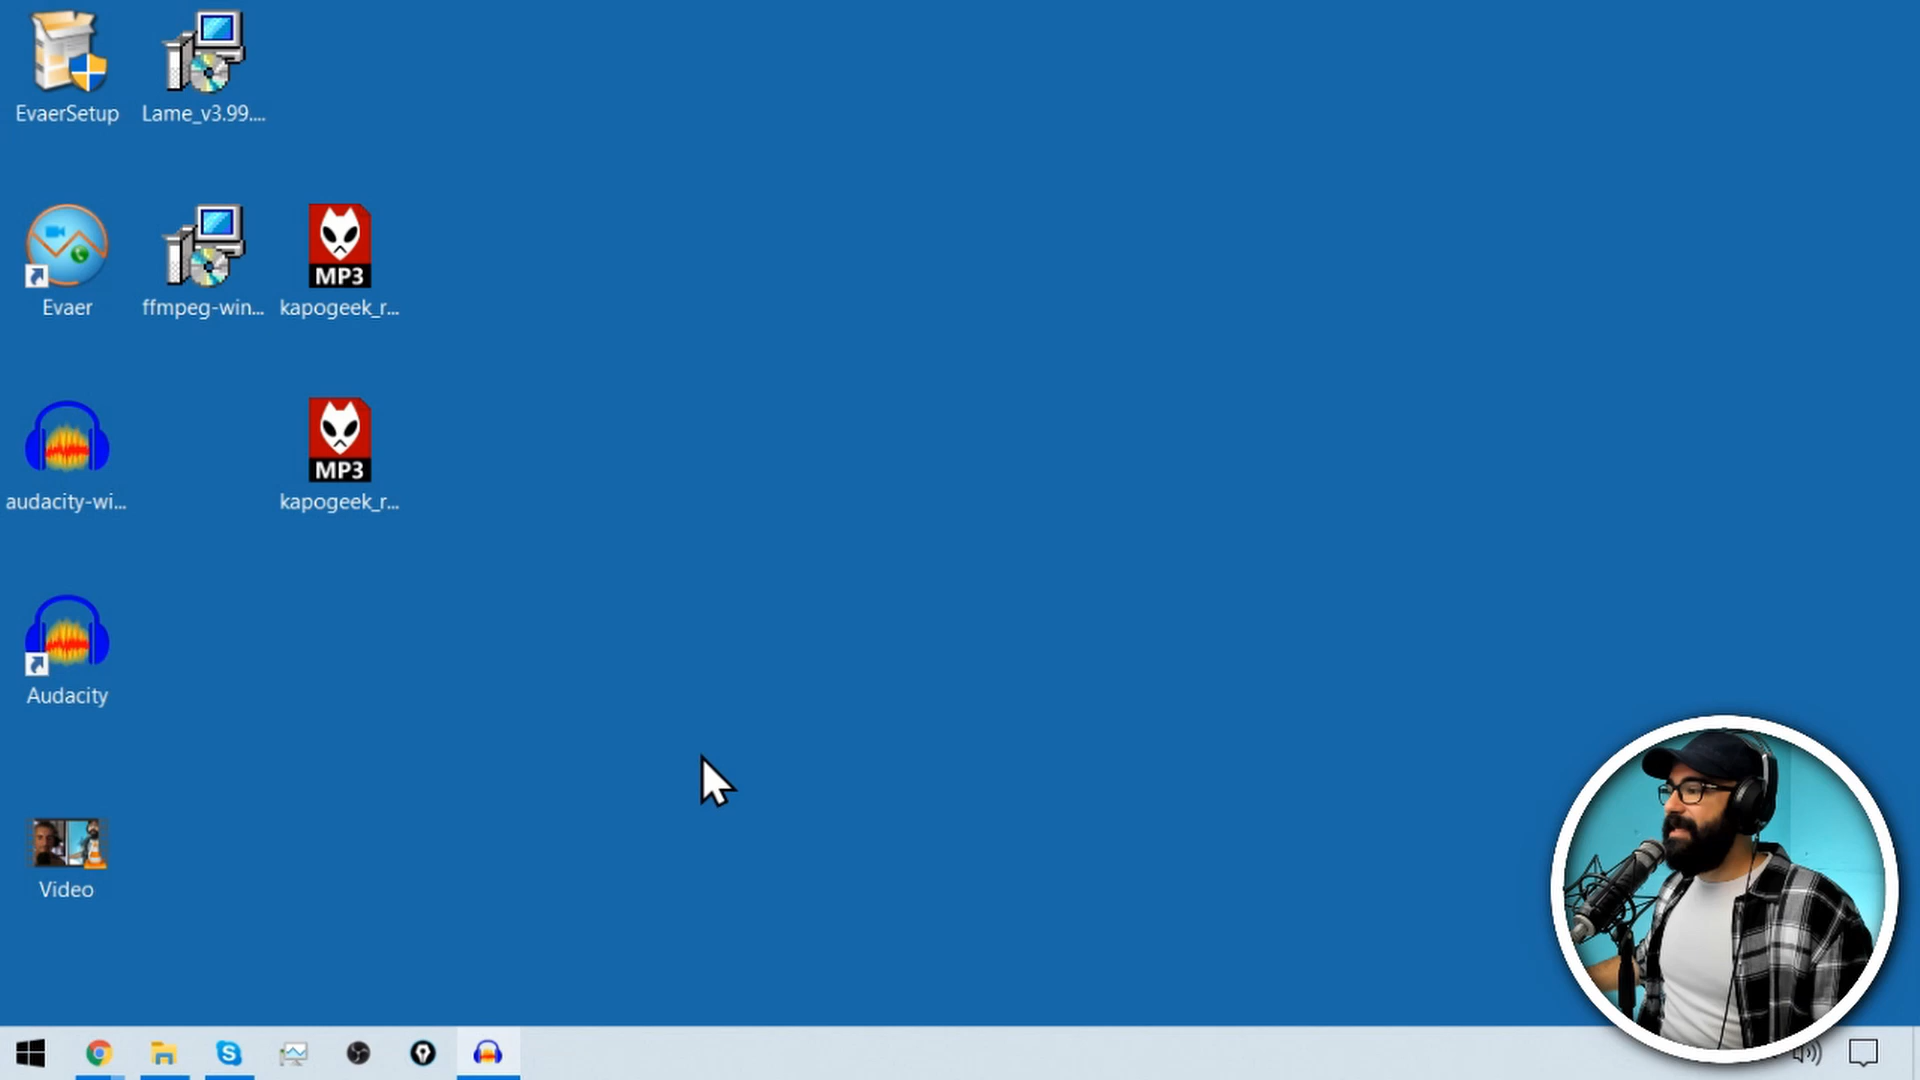 EvaerSetup
Lame_v3.99....
Evaer
ffmpeg-win...
MP3
kapogeek_r...
audacity-wi...
MP3
kapogeek_r...
Audacity
Video